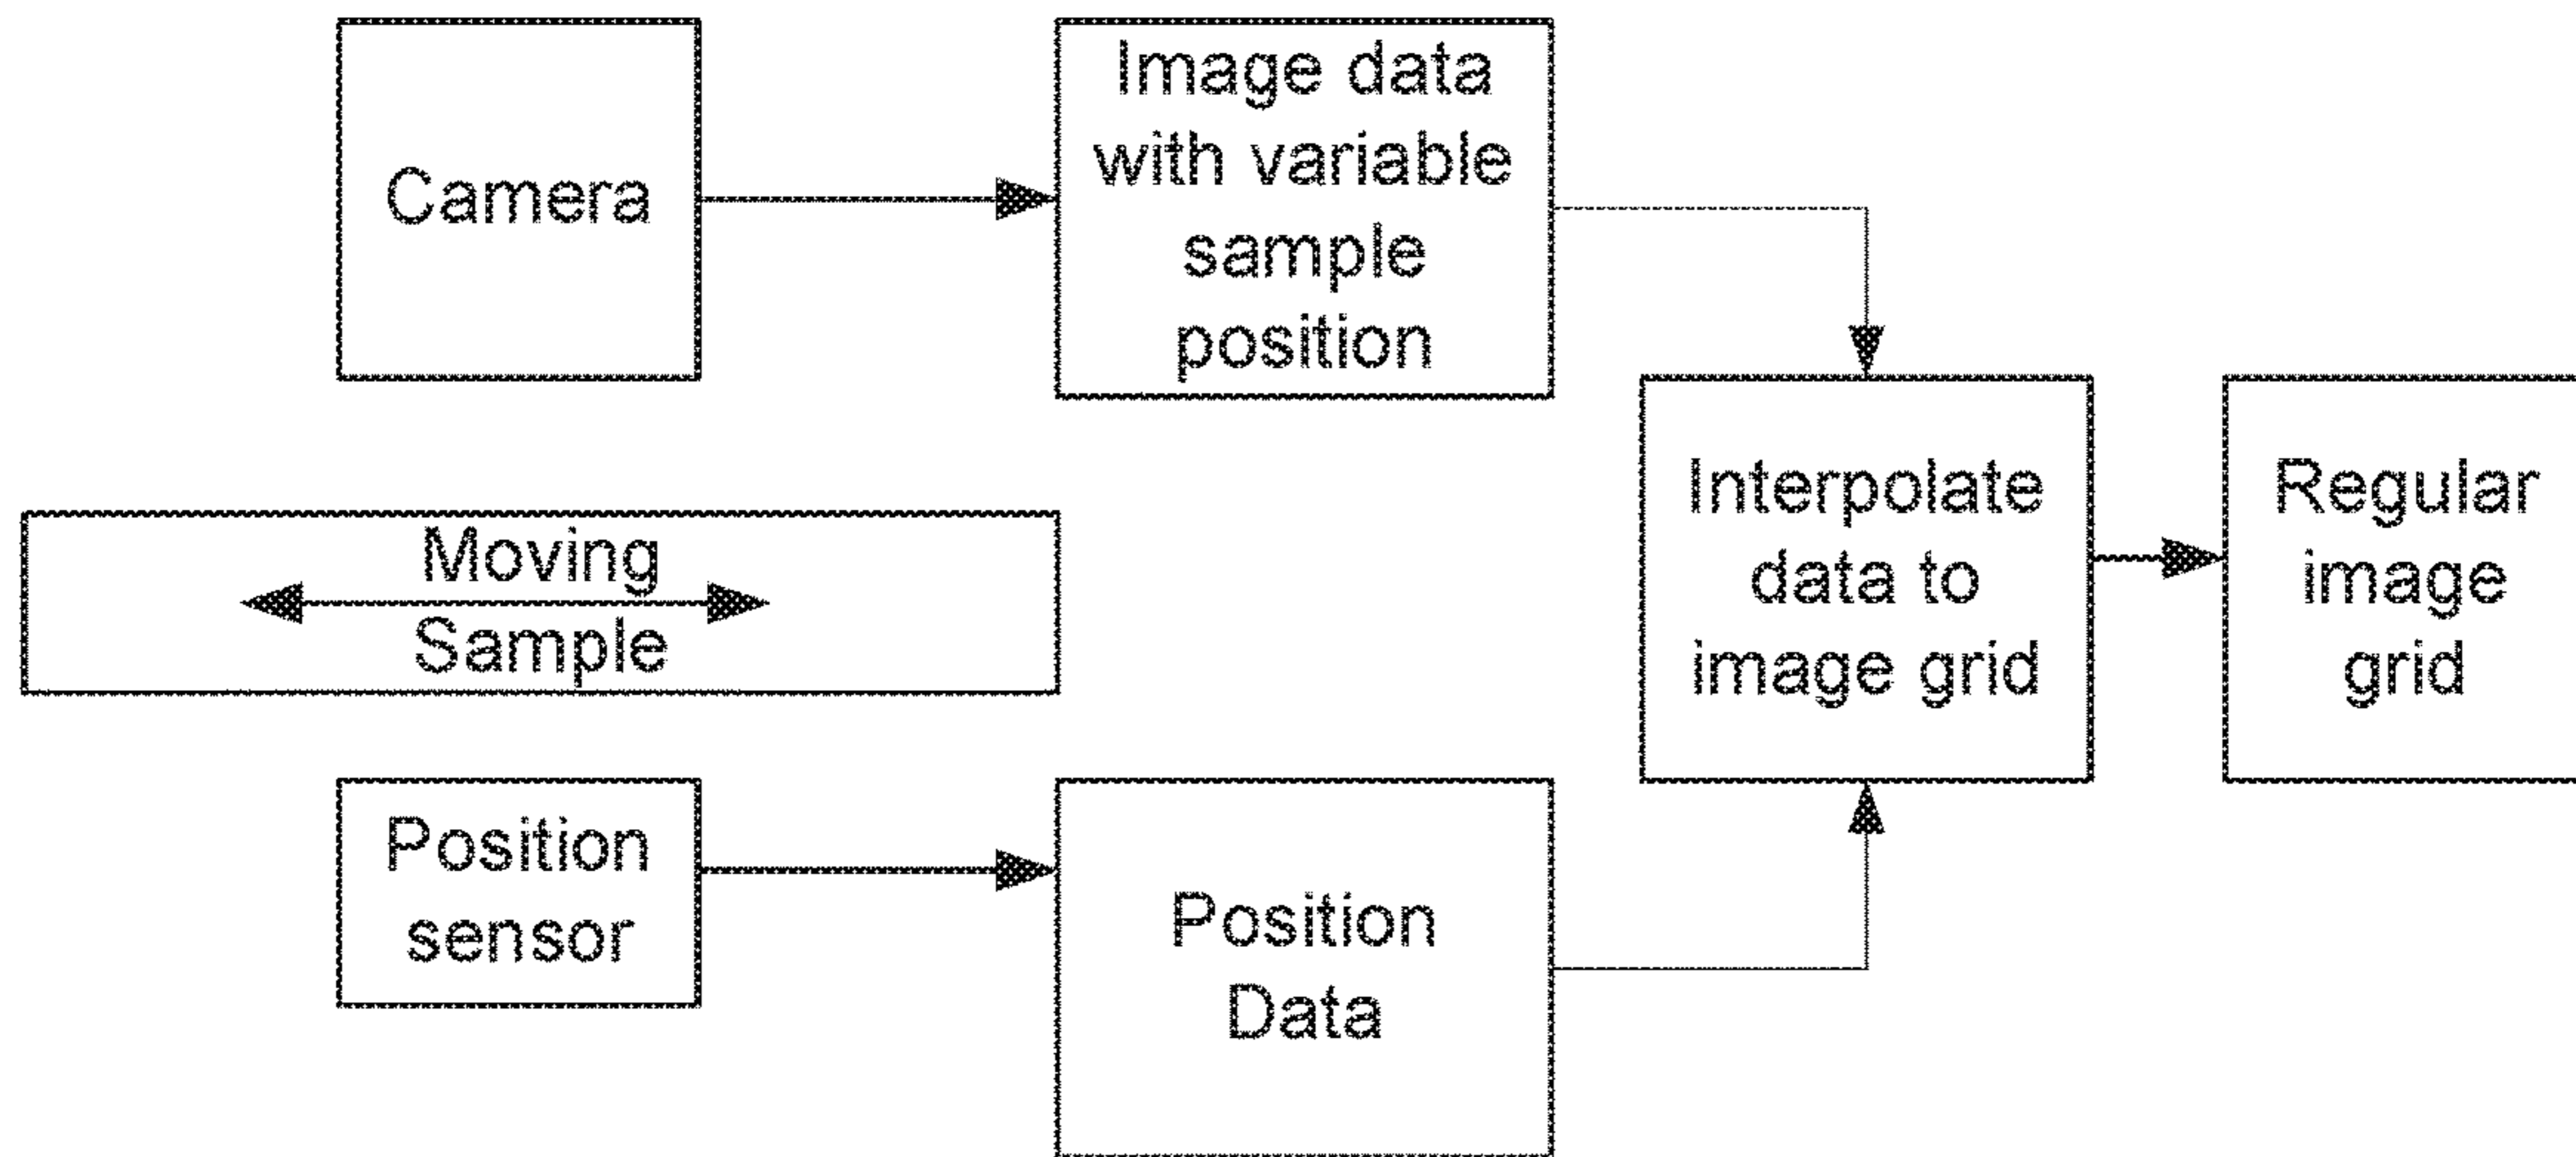 Camera
Image data
with variable
sample
position
Moving
Sample
Interpolate
data to
image grid
Regular
image
grid
Position
sensor
Position
Data